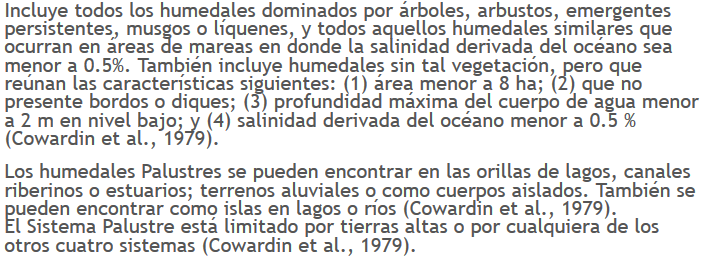 Incluye todos los humedales dominados por árboles, arbustos, emergentes
persistentes, musgos o líquenes, y todos aquellos humedales similares que
ocurran en áreas de mareas en donde la salinidad derivada del océano sea
menor a 0.5%. También incluye humedales sin tal vegetación, pero que
reúnan las características siguientes: (1) área menor a 8 ha; (2) que no
presente bordos o diques; (3) profundidad máxima del cuerpo de agua menor
a 2 m en nivel bajo; y (4) salinidad derivada del océano menor a 0.5 %
(Cowardin et al., 1979).
Los humedales Palustres se pueden encontrar en las orillas de lagos, canales
riberinos o estuarios; terrenos aluviales o como cuerpos aislados. También se
pueden encontrar como islas en lagos o ríos (Cowardin et al., 1979).
El Sistema Palustre está limitado por tierras altas o por cualquiera de los
otros cuatro sistemas (Cowardin et al., 1979).